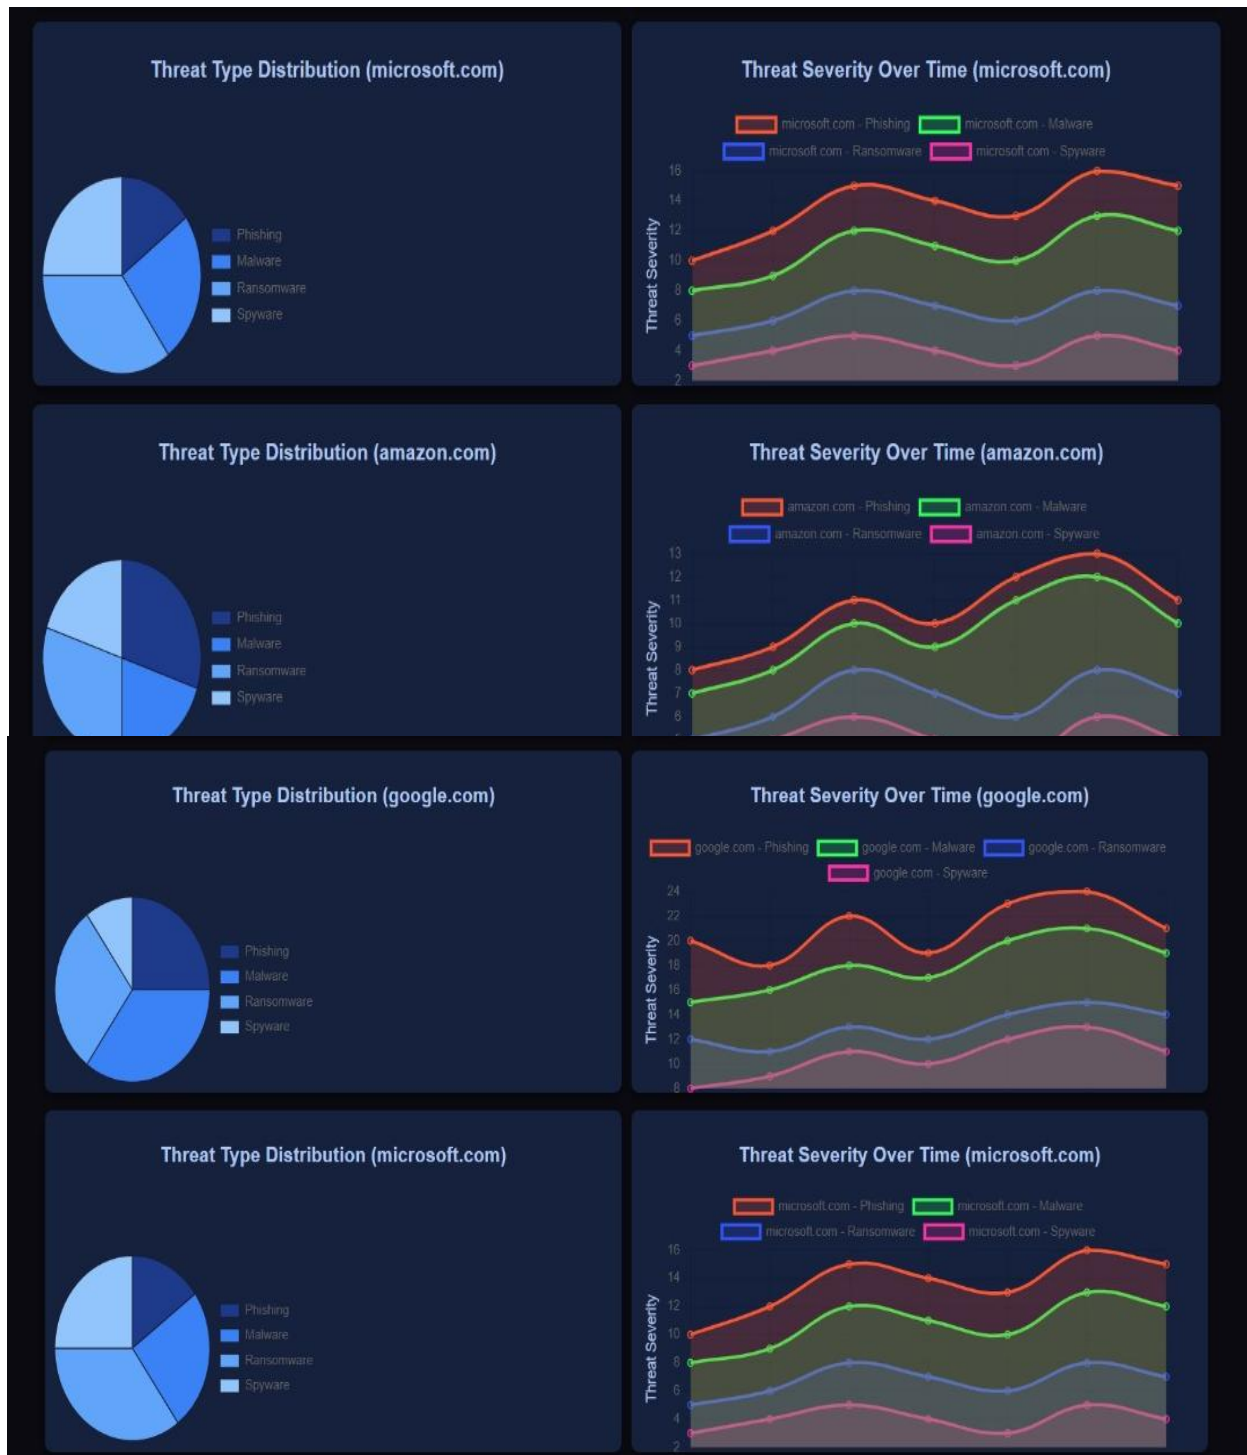 Threat Type Distribution (microsoft.com)
Phishing
Malware
Ransomware
Spyware
Threat Severity Over Time (microsoft.com)
microsoft.com - Phishing microsoft.com - Malware
microsoft.com - Ransomware microsoft.com - Spyware
Threat Severity
16
14
12
10
8
6
4
2
Threat Type Distribution (amazon.com)
Phishing
Malware
Ransomware
Spyware
Threat Severity Over Time (amazon.com)
amazon.com - Phishing amazon.com - Malware
amazon.com - Ransomware amazon.com - Spyware
Threat Severity
13
12
11
10
9
8
7
6
Threat Type Distribution (google.com)
Phishing
Malware
Ransomware
Spyware
Threat Severity Over Time (google.com)
google.com - Phishing google.com - Malware google.com - Ransomware
google.com - Spyware
Threat Severity
24
22
20
18
16
14
12
10
8
Threat Type Distribution (microsoft.com)
Phishing
Malware
Ransomware
Spyware
Threat Severity Over Time (microsoft.com)
microsoft.com - Phishing microsoft.com - Malware
microsoft.com - Ransomware microsoft.com - Spyware
Threat Severity
16
14
12
10
8
6
4
2